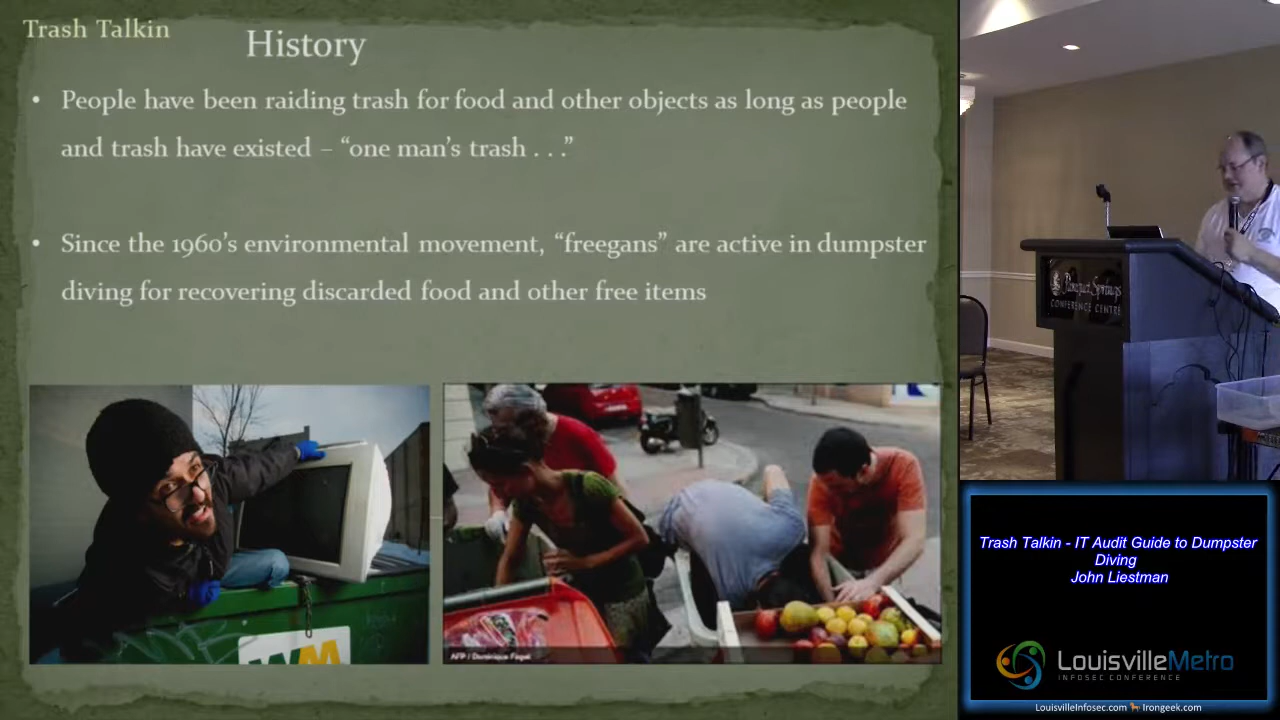 Trash Talkin
History
• People have been raiding trash for food and other objects as long as people
and trash have existed – “one man’s trash . . .”
• Since the 1960’s environmental movement, “freegans” are active in dumpster
diving for recovering discarded food and other free items
WM
AFP /
CONFERENCE CENTRE
Trash Talkin - IT Audit Guide to Dumpster
Diving
John Liestman
LouisvilleMetro
INFOSEC CONFERENCE
LouisvilleInfosec.com Irongeek.com